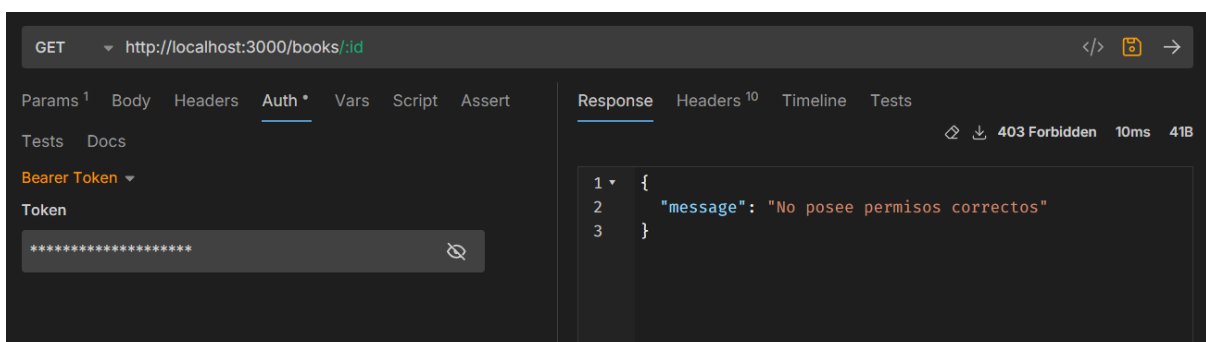 GET http://localhost:3000/books/:id </>
Params 1 Body Headers Auth Vars Script Assert
Tests Docs
Bearer Token
Token
********************
Response Headers 10 Timeline Tests
403 Forbidden 10ms 41B
1 {
2 "message": "No posee permisos correctos"
3 }